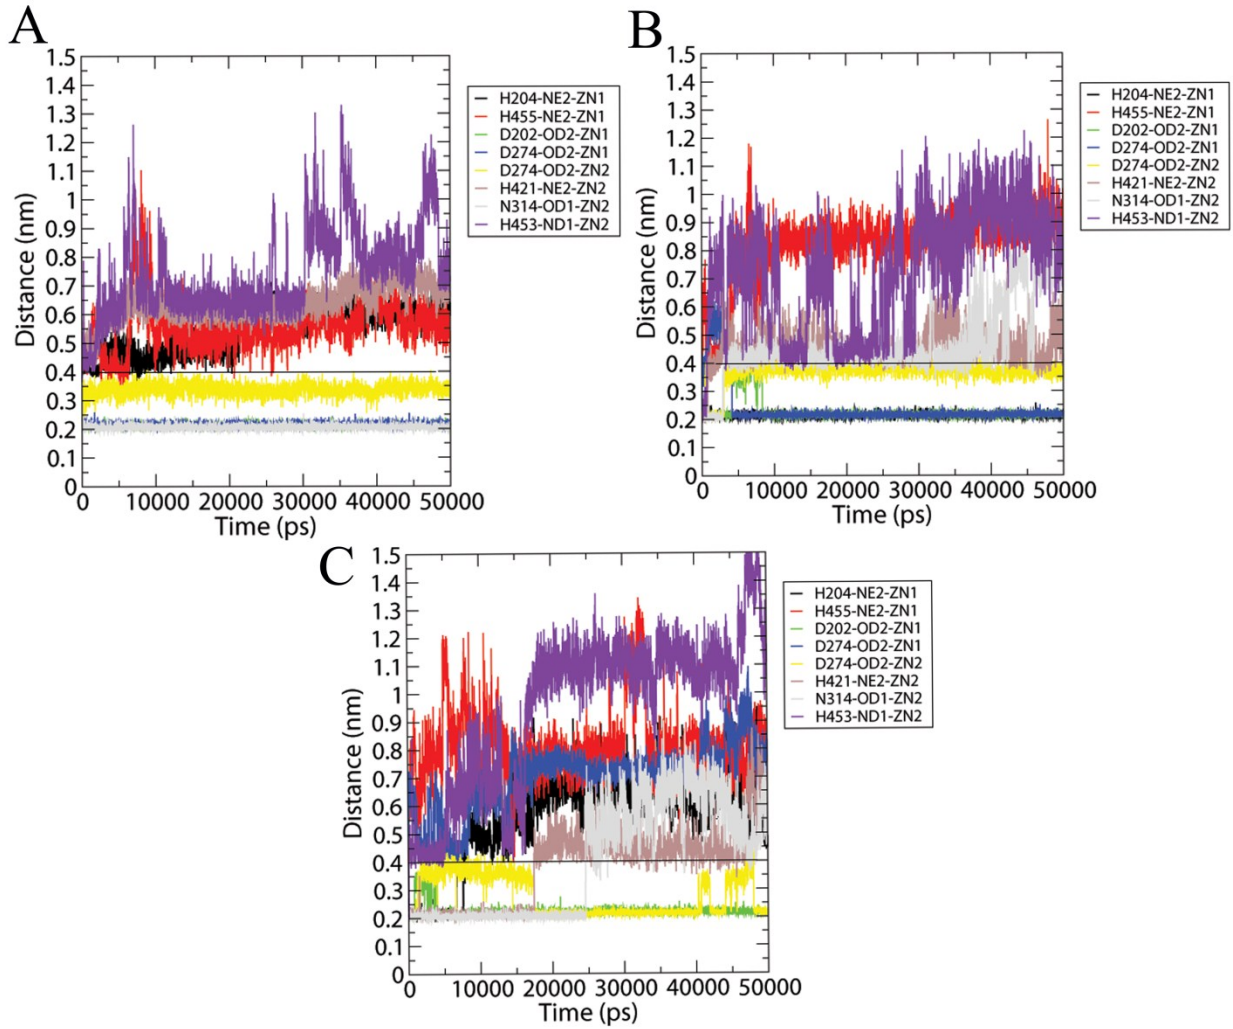 A
1.5
1.4
1.3
1.2
1.1
1
0.9
0.8
0.7
0.6
0.5
0.4
0.3
0.2
0.1
0
Distance (nm)
0 10000 20000 30000 40000 50000
Time (ps)
H204-NE2-ZN1
H455-NE2-ZN1
D202-OD2-ZN1
D274-OD2-ZN1
D274-OD2-ZN2
H421-NE2-ZN2
N314-OD1-ZN2
H453-ND1-ZN2
B
1.5
1.4
1.3
1.2
1.1
1
0.9
0.8
0.7
0.6
0.5
0.4
0.3
0.2
0.1
0
Distance (nm)
0 10000 20000 30000 40000 50000
Time (ps)
H204-NE2-ZN1
H455-NE2-ZN1
D202-OD2-ZN1
D274-OD2-ZN1
D274-OD2-ZN2
H421-NE2-ZN2
N314-OD1-ZN2
H453-ND1-ZN2
C
1.5
1.4
1.3
1.2
1.1
1
0.9
0.8
0.7
0.6
0.5
0.4
0.3
0.2
0.1
0
Distance (nm)
0 10000 20000 30000 40000 50000
Time (ps)
H204-NE2-ZN1
H455-NE2-ZN1
D202-OD2-ZN1
D274-OD2-ZN1
D274-OD2-ZN2
H421-NE2-ZN2
N314-OD1-ZN2
H453-ND1-ZN2